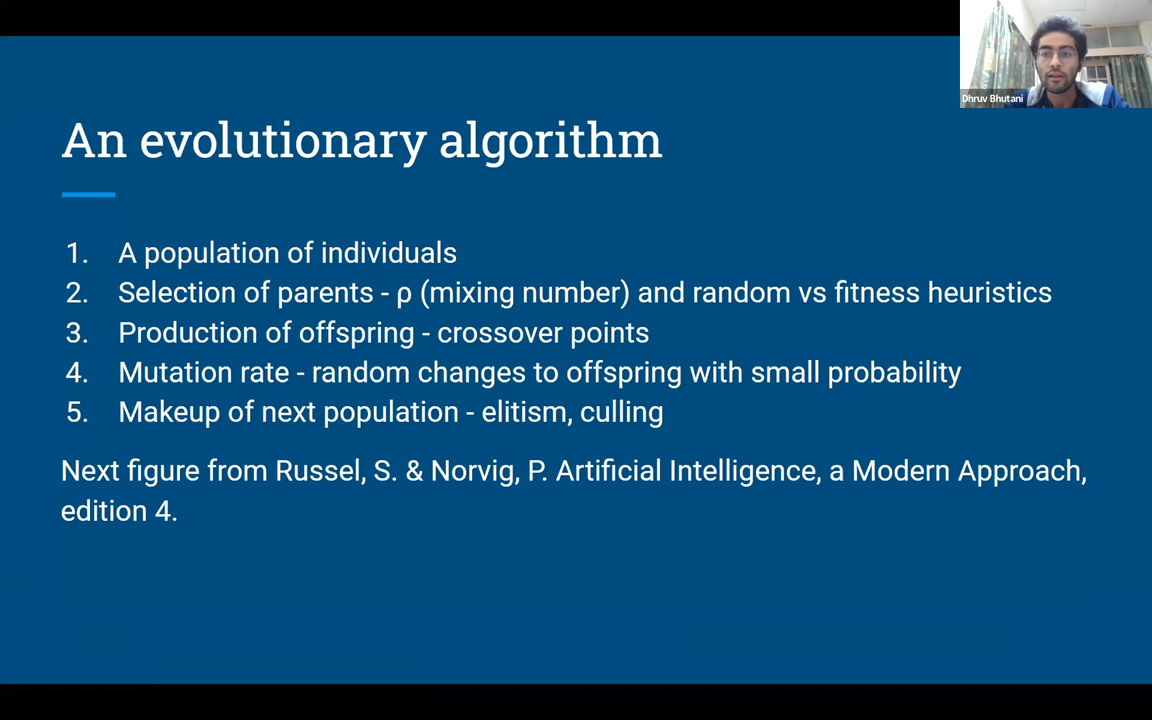 Dhruv Bhutani
An evolutionary algorithm
1. A population of individuals
2. Selection of parents - ρ (mixing number) and random vs fitness heuristics
3. Production of offspring - crossover points
4. Mutation rate - random changes to offspring with small probability
5. Makeup of next population - elitism, culling
Next figure from Russel, S. & Norvig, P. Artificial Intelligence, a Modern Approach,
edition 4.